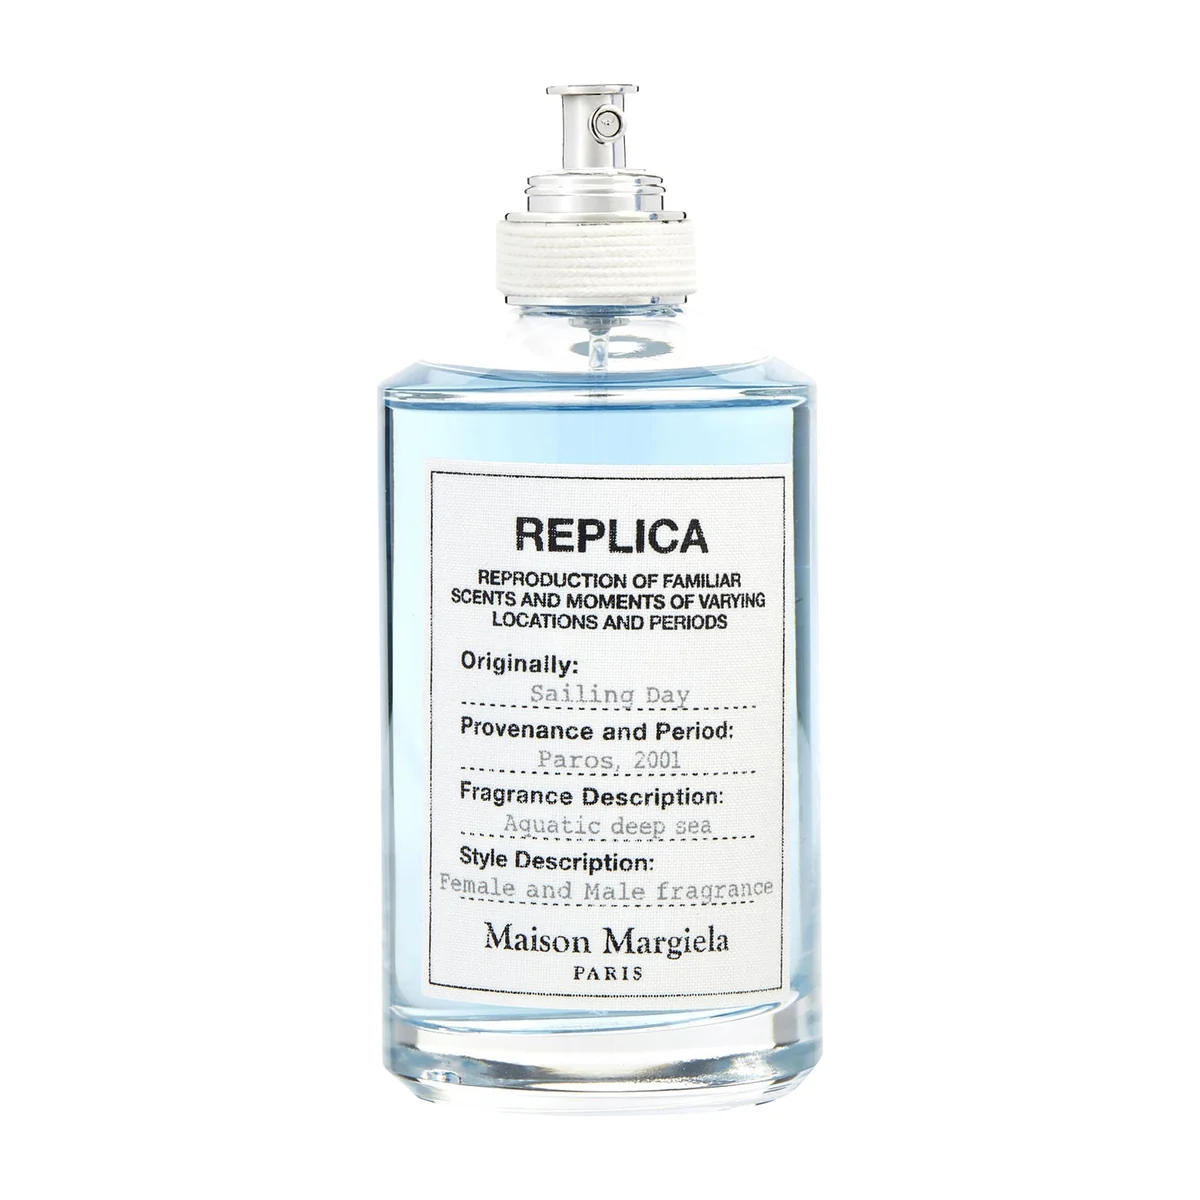 REPLICA
REPRODUCTION OF FAMILIAR
SCENTS AND MOMENTS OF VARYING
LOCATIONS AND PERIODS
Originally:
Sailing Day
Provenance and Period:
Paros, 2001
Fragrance Description:
Aquatic deep sea
Style Description:
Female and Male fragrance
Maison Margiela
PARIS